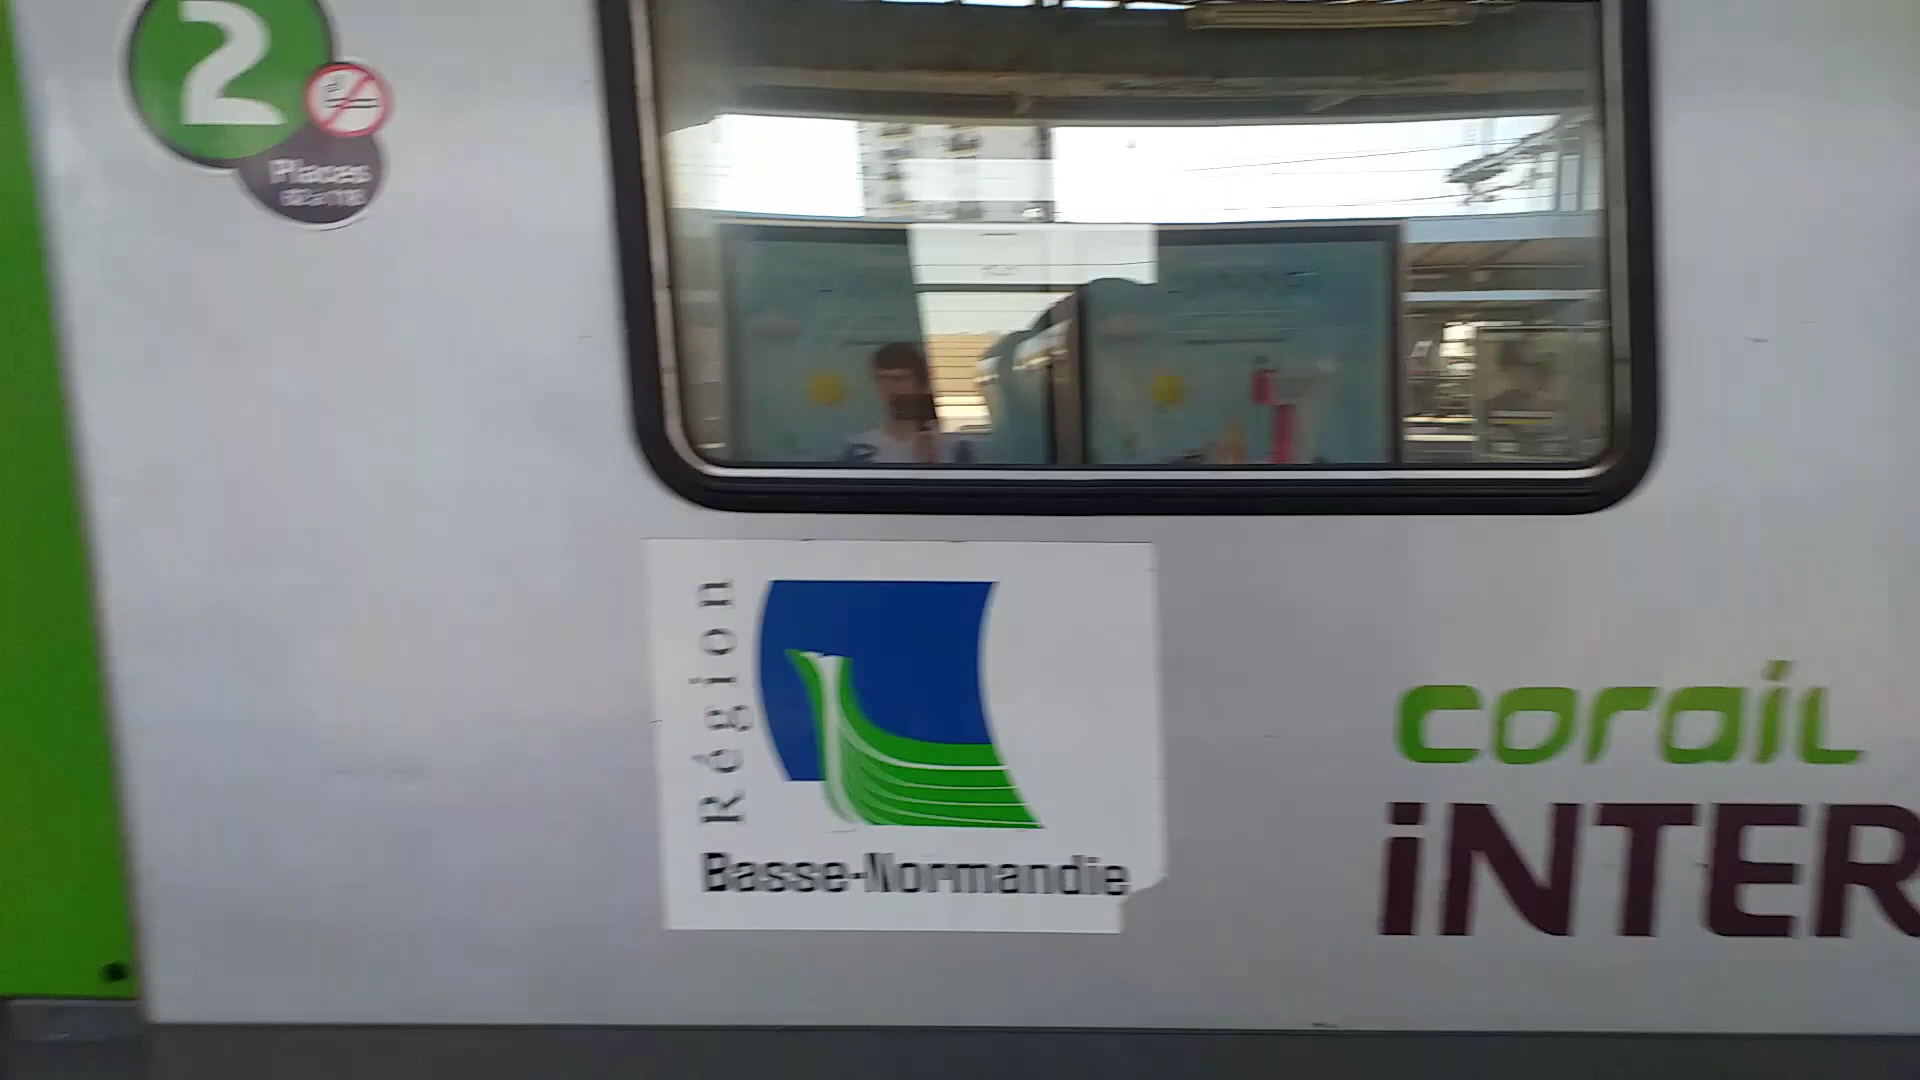 2
Places
Région
Basse-Normandie
corail
iNTER